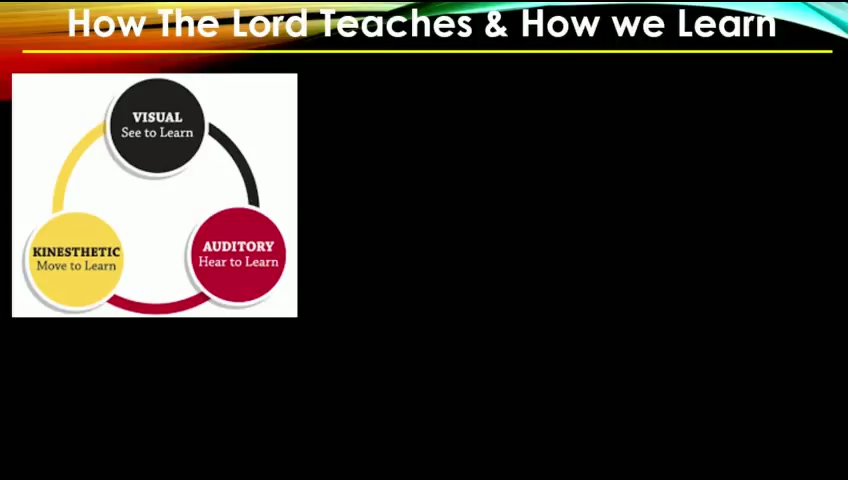 How The Lord Teaches & How we Learn
VISUAL
See to Learn
KINESTHETIC
Move to Learn
AUDITORY
Hear to Learn